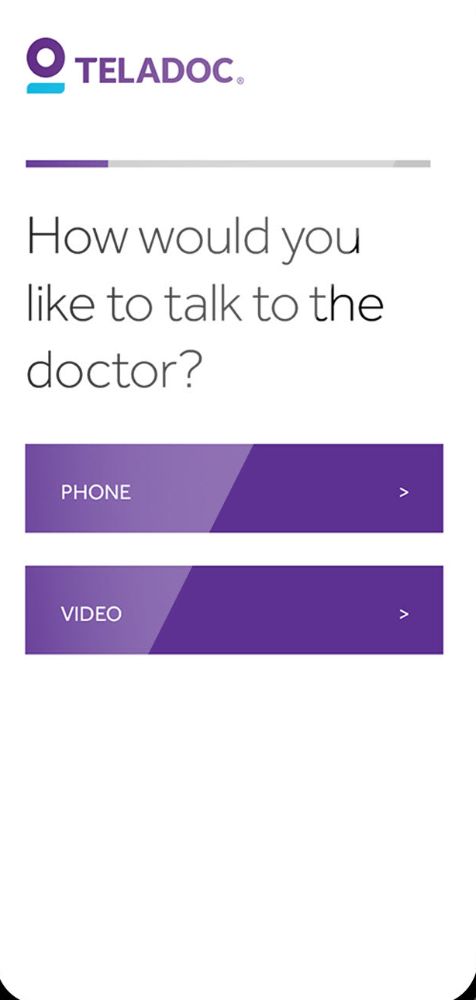 TELADOC®
How would you
like to talk to the
doctor?
PHONE >
VIDEO >